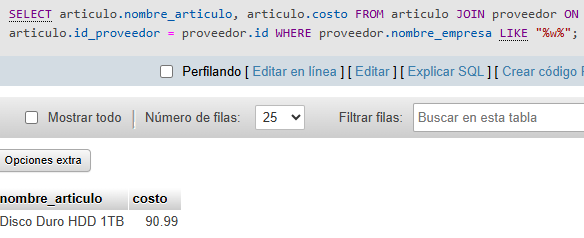 SELECT articulo.nombre_articulo, articulo.costo FROM articulo JOIN proveedor ON
articulo.id_proveedor = proveedor.id WHERE proveedor.nombre_empresa LIKE "%w%";
Perfilando [ Editar en línea ] [ Editar ] [ Explicar SQL ] [ Crear código
Mostrar todo Número de filas: 25 Filtrar filas: Buscar en esta tabla
Opciones extra
nombre_articulo costo
Disco Duro HDD 1TB 90.99